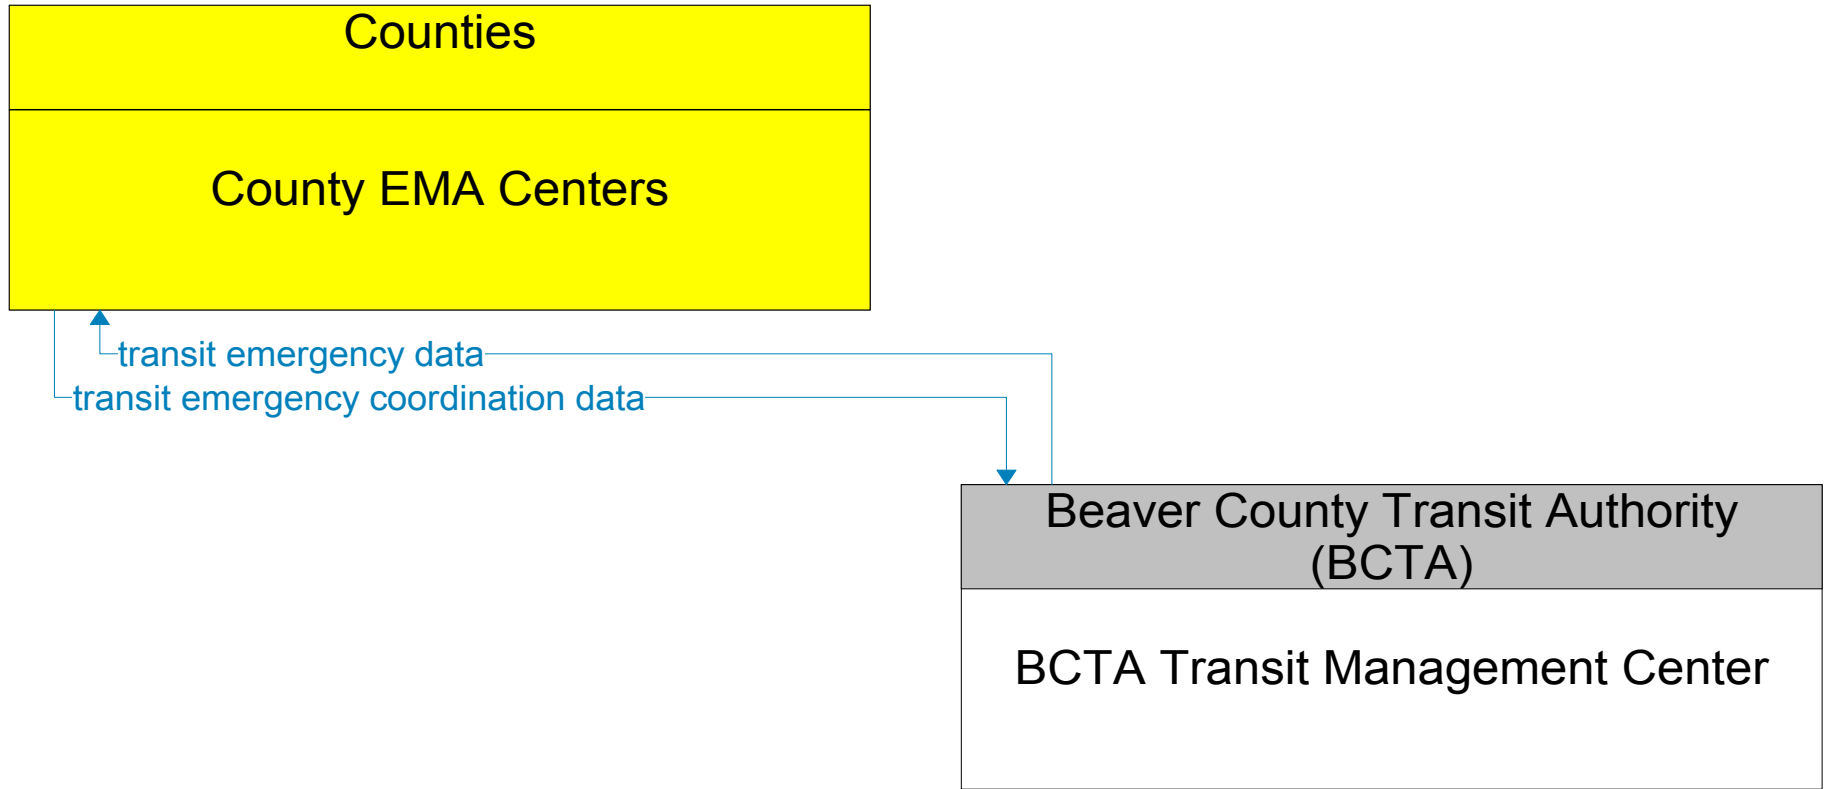 Counties
County EMA Centers
transit emergency data
transit emergency coordination data
Beaver County Transit Authority
(BCTA)
BCTA Transit Management Center